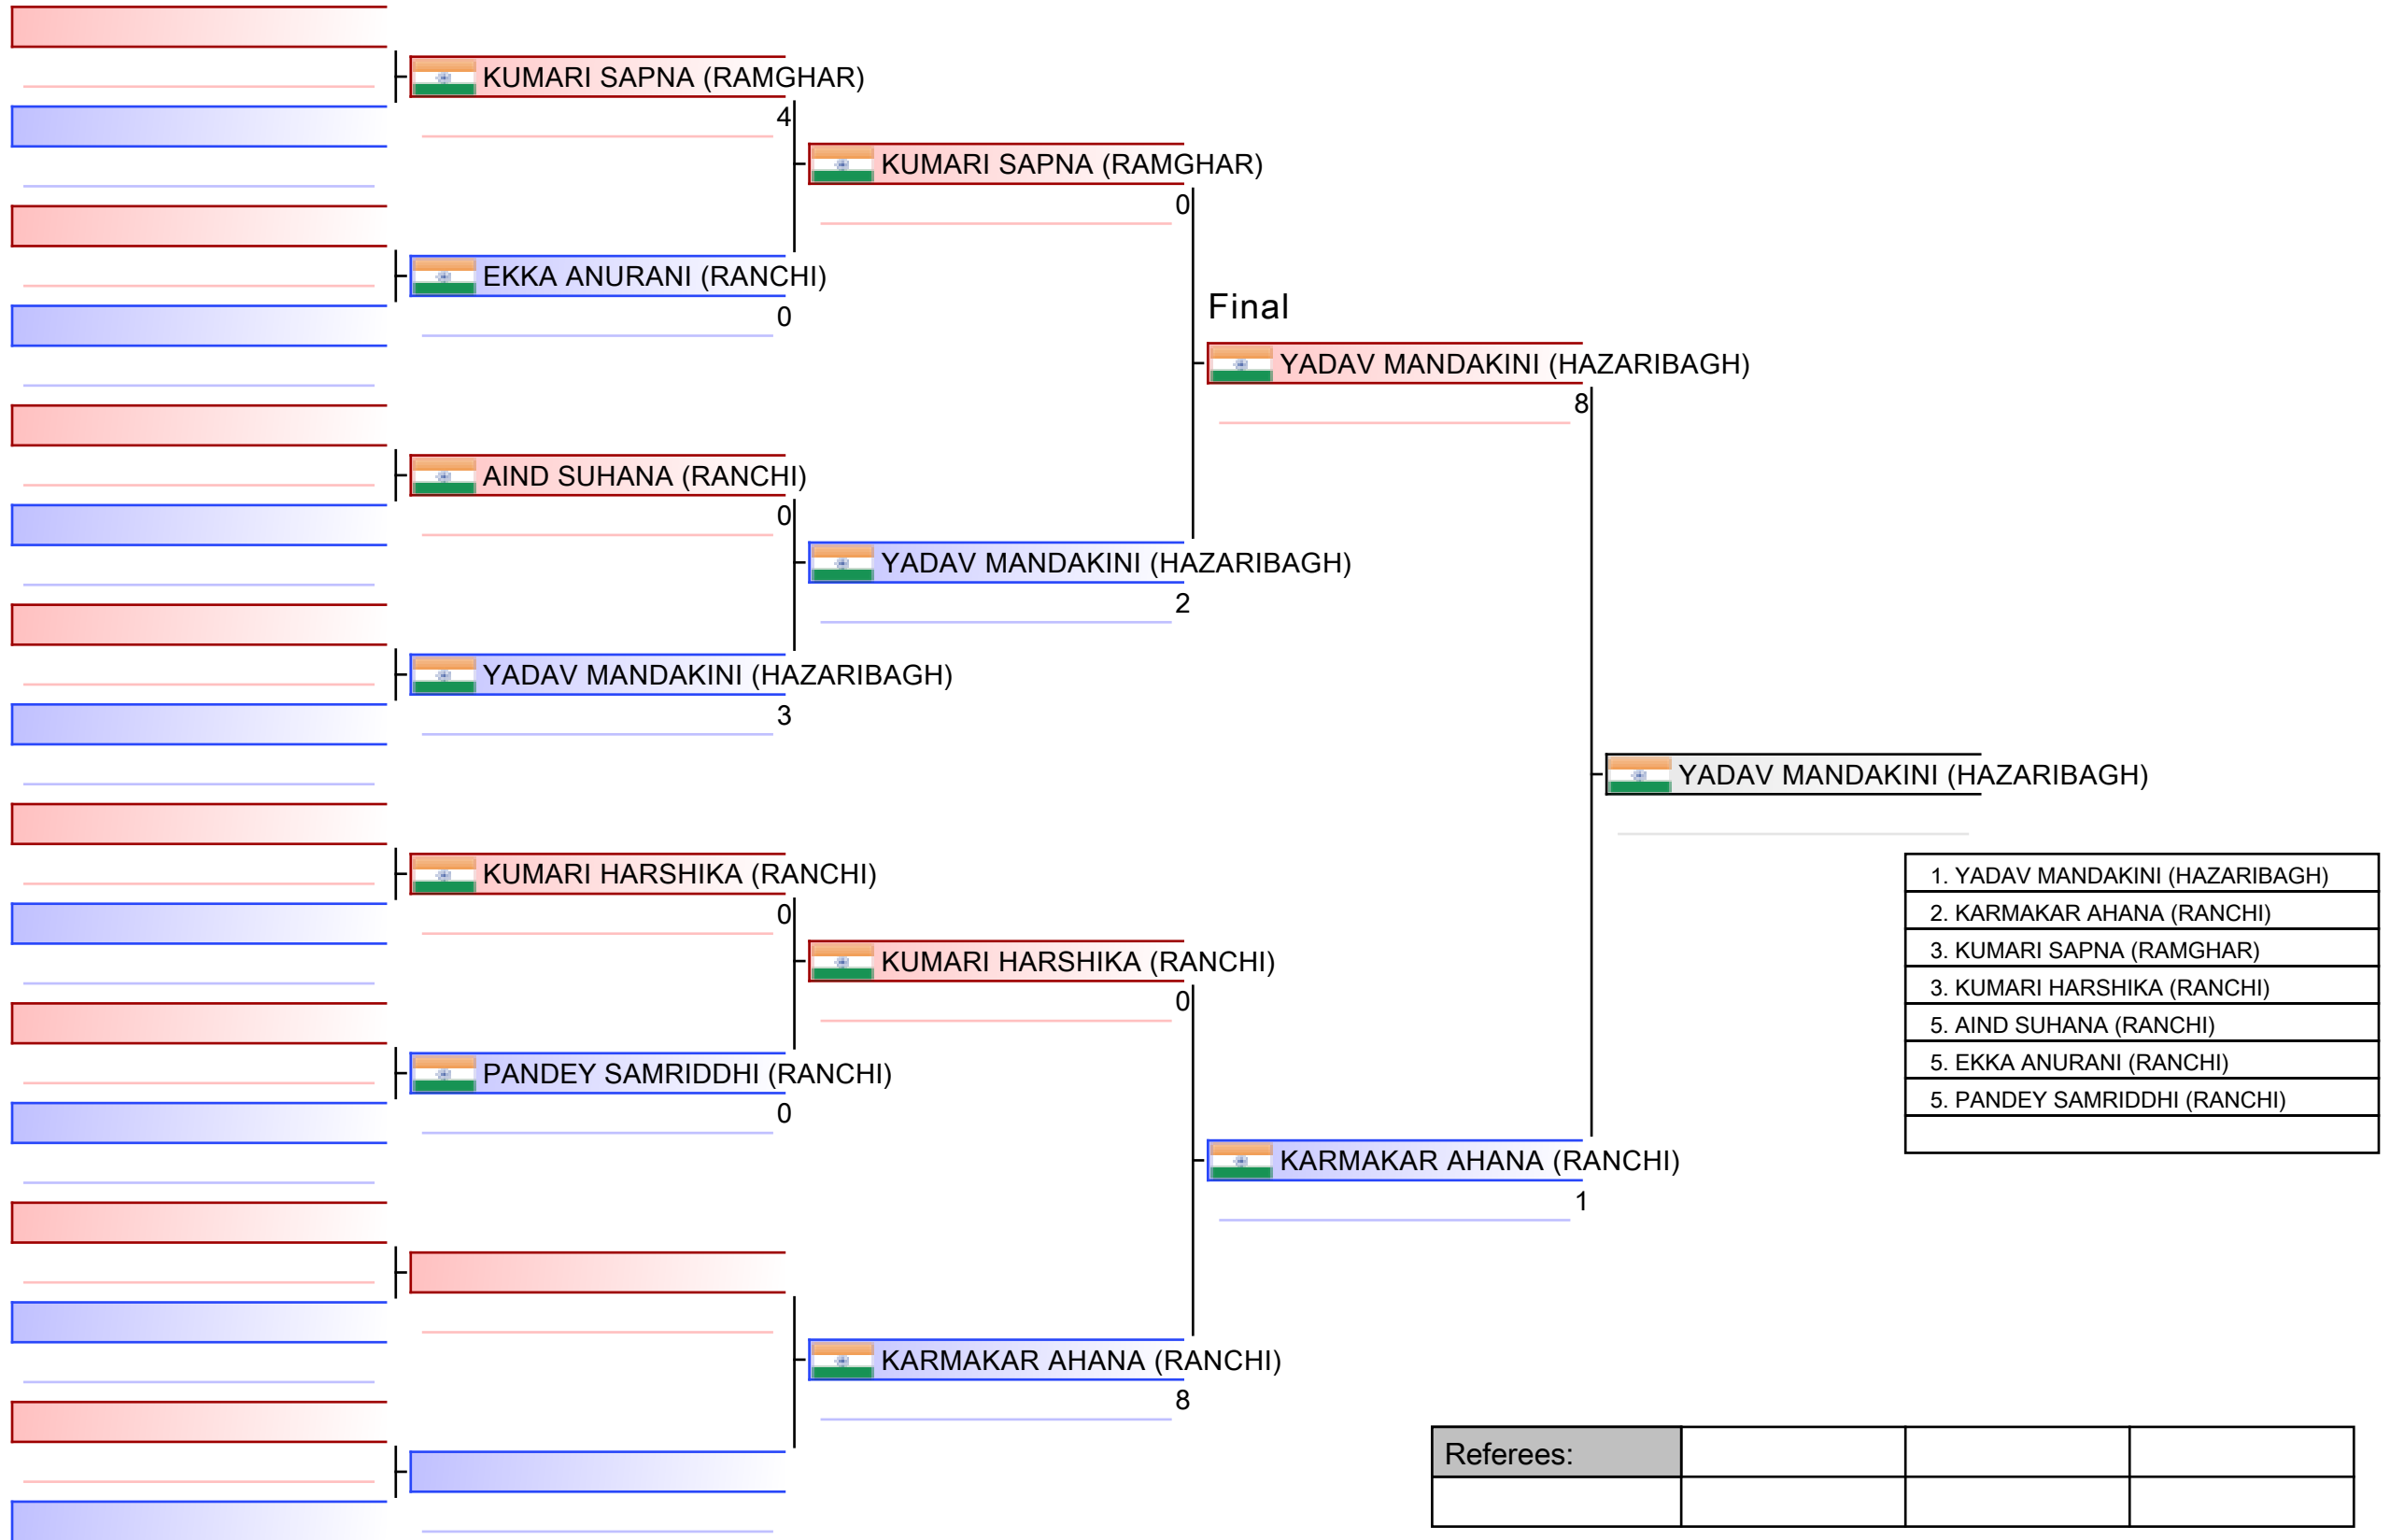 KUMARI SAPNA (RAMGHAR)
4
EKKA ANURANI (RANCHI)
0
AIND SUHANA (RANCHI)
0
YADAV MANDAKINI (HAZARIBAGH)
3
KUMARI HARSHIKA (RANCHI)
0
PANDEY SAMRIDDHI (RANCHI)
0
KUMARI SAPNA (RAMGHAR)
0
YADAV MANDAKINI (HAZARIBAGH)
2
KUMARI HARSHIKA (RANCHI)
0
KARMAKAR AHANA (RANCHI)
8
Final
YADAV MANDAKINI (HAZARIBAGH)
8
KARMAKAR AHANA (RANCHI)
1
YADAV MANDAKINI (HAZARIBAGH)
1. YADAV MANDAKINI (HAZARIBAGH)
2. KARMAKAR AHANA (RANCHI)
3. KUMARI SAPNA (RAMGHAR)
3. KUMARI HARSHIKA (RANCHI)
5. AIND SUHANA (RANCHI)
5. EKKA ANURANI (RANCHI)
5. PANDEY SAMRIDDHI (RANCHI)
Referees: